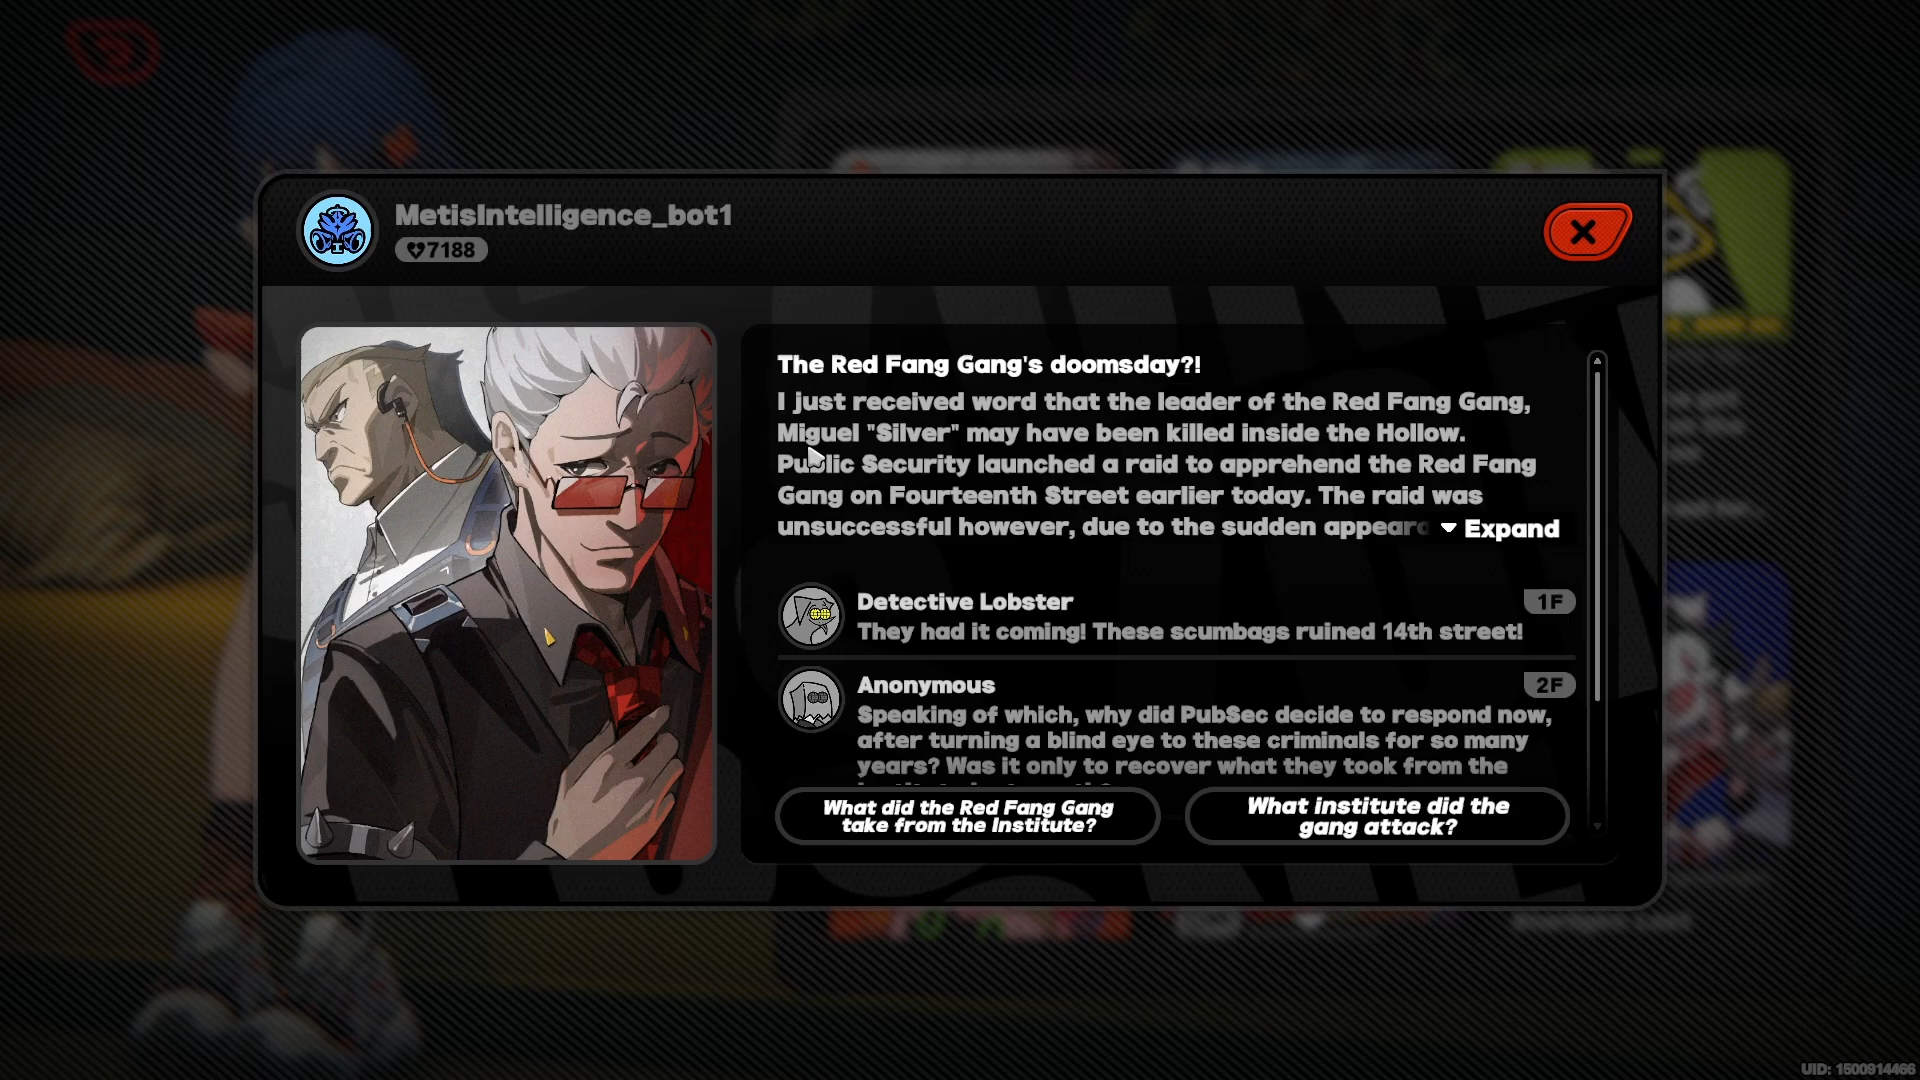 MetisIntelligence_bot1
7188
The Red Fang Gang's doomsday?!
I just received word that the leader of the Red Fang Gang,
Miguel "Silver" may have been killed inside the Hollow.
Public Security launched a raid to apprehend the Red Fang
Gang on Fourteenth Street earlier today. The raid was
unsuccessful however, due to the sudden appeara
Expand
Detective Lobster
1F
They had it coming! These scumbags ruined 14th street!
Anonymous
2F
Speaking of which, why did PubSec decide to respond now,
after turning a blind eye to these criminals for so many
years? Was it only to recover what they took from the
What did the Red Fang Gang
take from the Institute?
What institute did the
gang attack?
UID: 1500914466